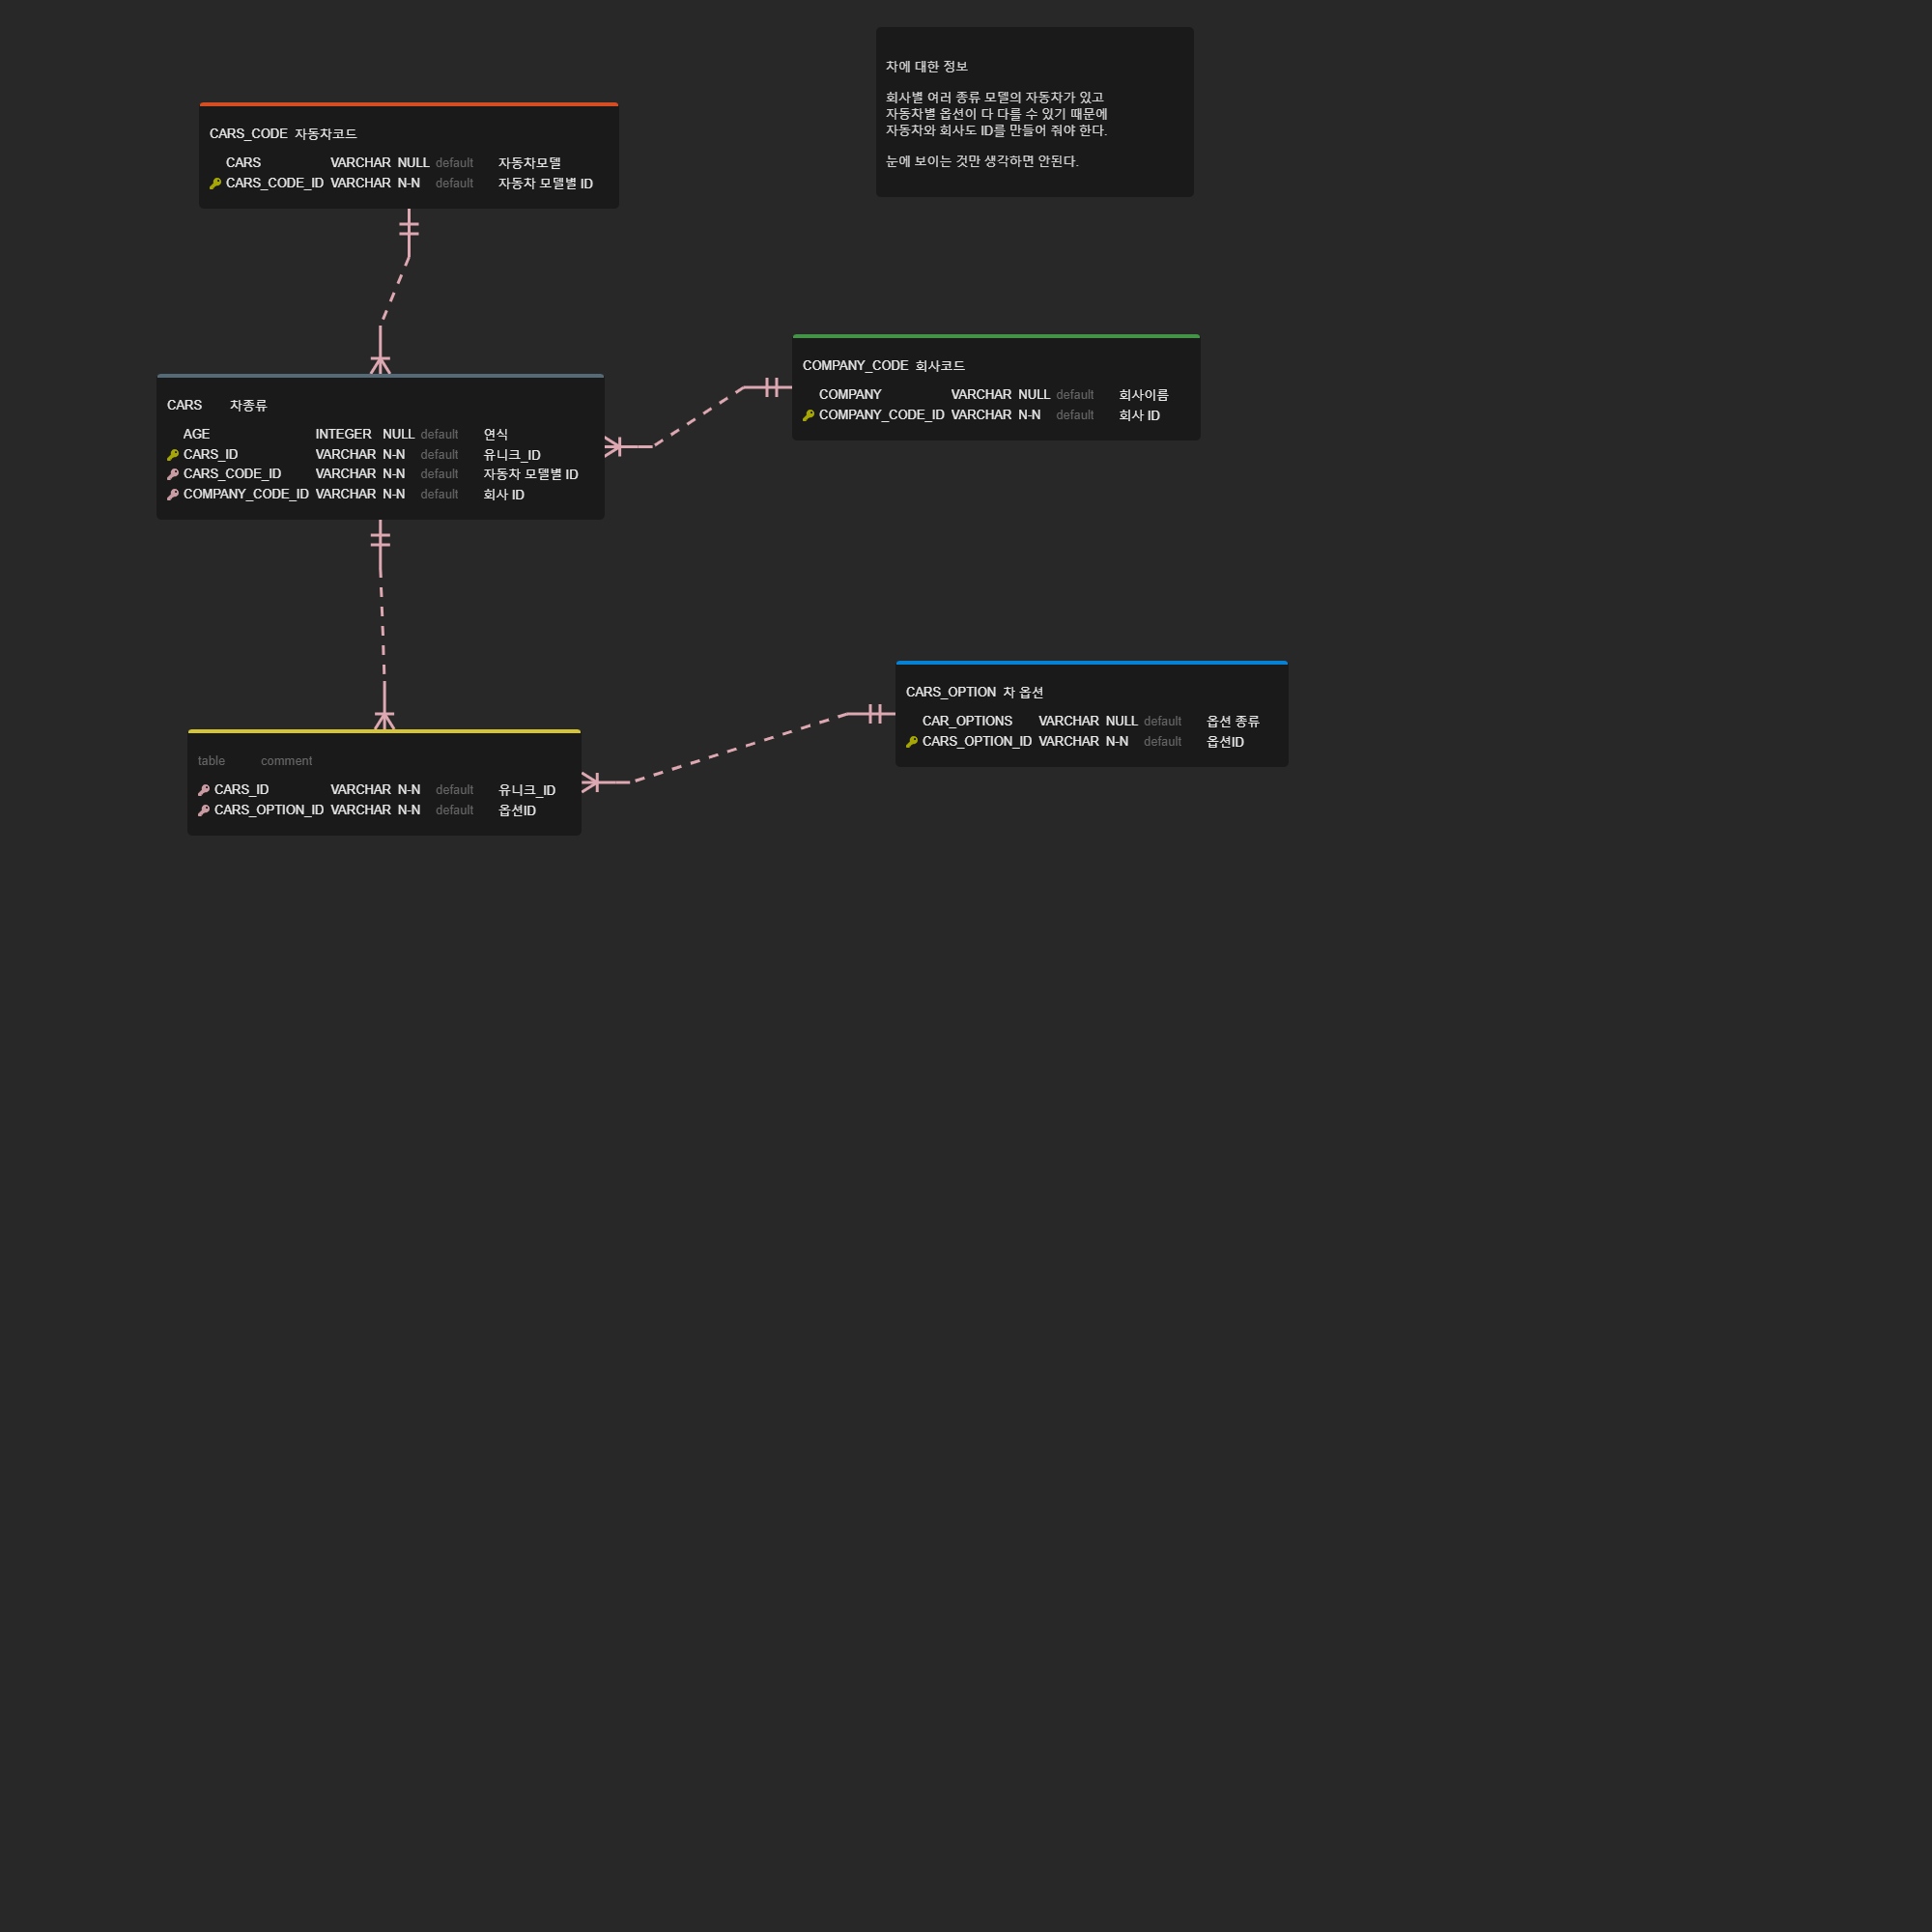 차에 대한 정보
회사별 여러 종류 모델의 자동차가 있고
자동차별 옵션이 다 다를 수 있기 때문에
자동차와 회사도 ID를 만들어 줘야 한다.
눈에 보이는 것만 생각하면 안된다.
CARS_CODE 자동차코드
CARS VARCHAR NULL default 자동차모델
CARS_CODE_ID VARCHAR N-N default 자동차 모델별 ID
COMPANY_CODE 회사코드
COMPANY VARCHAR NULL default 회사이름
COMPANY_CODE_ID VARCHAR N-N default 회사 ID
CARS 차종류
AGE INTEGER NULL default 연식
CARS_ID VARCHAR N-N default 유니크_ID
CARS_CODE_ID VARCHAR N-N default 자동차 모델별 ID
COMPANY_CODE_ID VARCHAR N-N default 회사 ID
CARS_OPTION 차 옵션
CAR_OPTIONS VARCHAR NULL default 옵션 종류
CARS_OPTION_ID VARCHAR N-N default 옵션ID
table comment
CARS_ID VARCHAR N-N default 유니크_ID
CARS_OPTION_ID VARCHAR N-N default 옵션ID